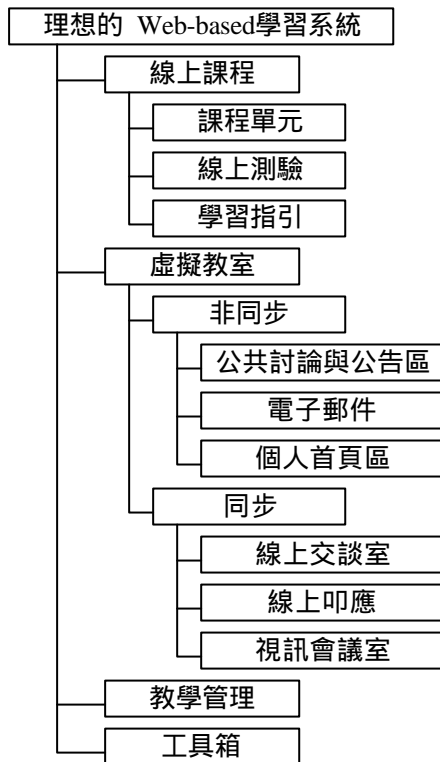 理想的 Web-based學習系統
線上課程
課程單元
線上測驗
學習指引
虛擬教室
非同步
公共討論與公告區
電子郵件
個人首頁區
同步
線上交談室
線上叩應
視訊會議室
教學管理
工具箱